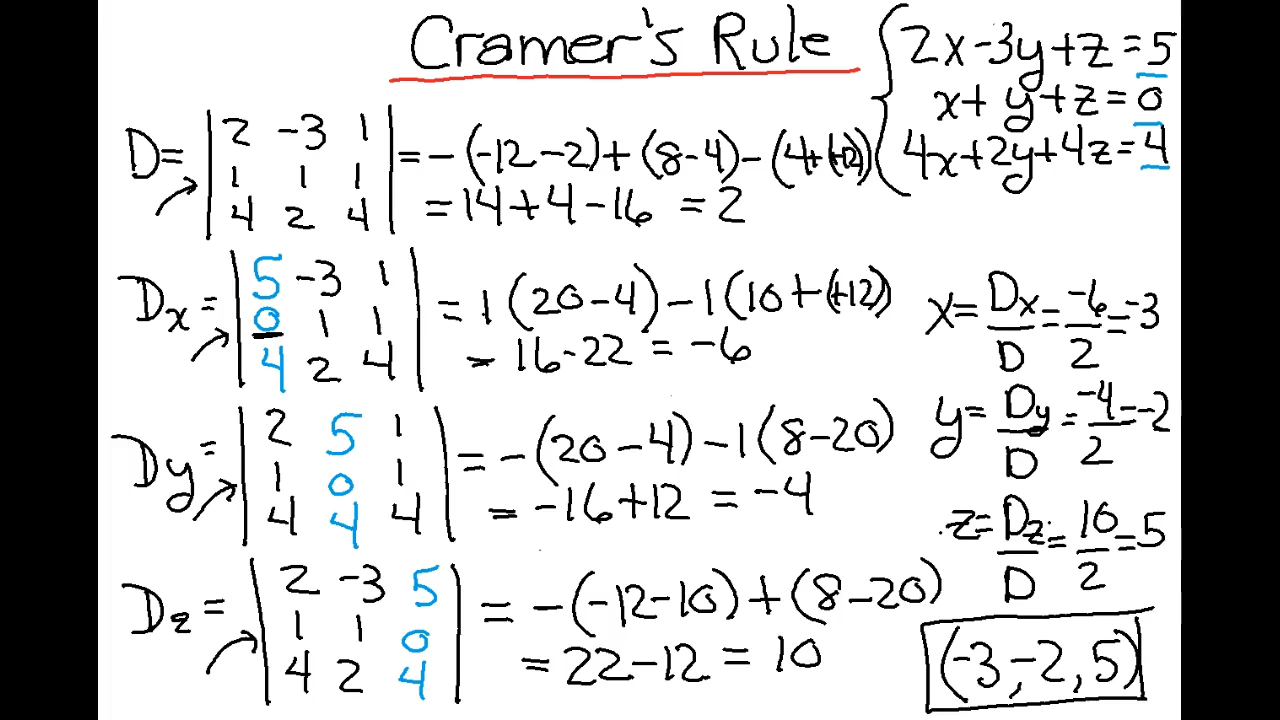 Cramer's Rule
2x-3y+z=5
x+y+z=0
4x+2y+4z=4
D= | 2 -3 1 | = -(-12-2)+(8-4)-(4+(+12))
| 1 1 1 |
| 4 2 4 | = 14+4-16 = 2
Dx = | 5 -3 1 | = 1(20-4)-1(10+(+12))
| 0 1 1 |
| 4 2 4 | = 16-22 = -6
Dy = | 2 5 1 | = -(20-4)-1(8-20)
| 1 0 1 |
| 4 4 4 | = -16+12 = -4
Dz = | 2 -3 5 | = -(-12-10)+(8-20)
| 1 1 0 |
| 4 2 4 | = 22-12 = 10
x= Dx/D = -6/2 = -3
y= Dy/D = -4/2 = -2
z= Dz/D = 10/2 = 5
(-3,-2,5)